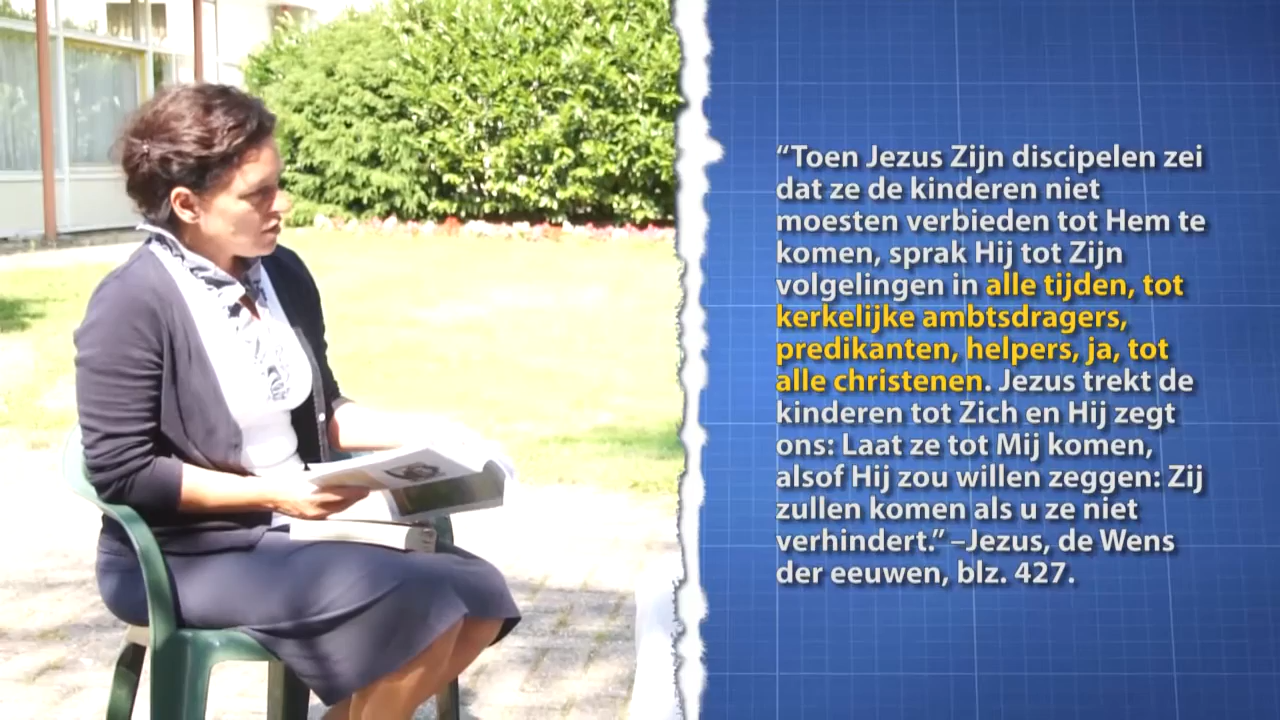 “Toen Jezus Zijn discipelen zei
dat ze de kinderen niet
moesten verbieden tot Hem te
komen, sprak Hij tot Zijn
volgelingen in alle tijden, tot
kerkelijke ambtsdragers,
predikanten, helpers, ja, tot
alle christenen. Jezus trekt de
kinderen tot Zich en Hij zegt
ons: Laat ze tot Mij komen,
alsof Hij zou willen zeggen: Zij
zullen komen als u ze niet
verhindert.” –Jezus, de Wens
der eeuwen, blz. 427.